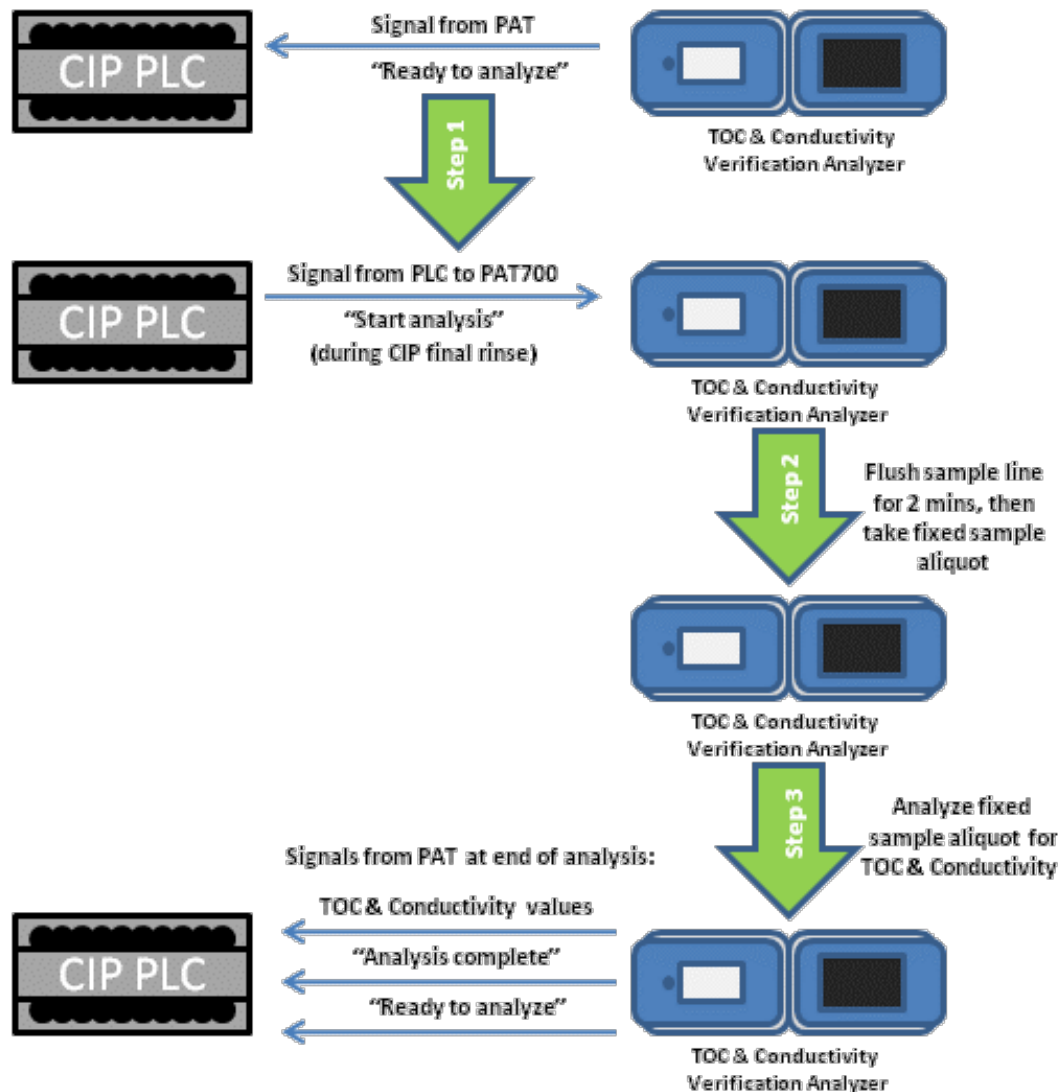 CIP PLC
Signal from PAT
“Ready to analyze”
TOC & Conductivity
Verification Analyzer
Step 1
CIP PLC
Signal from PLC to PAT700
“Start analysis”
(during CIP final rinse)
TOC & Conductivity
Verification Analyzer
Step 2
Flush sample line
for 2 mins, then
take fixed sample
aliquot
TOC & Conductivity
Verification Analyzer
Step 3
Analyze fixed
sample aliquot for
TOC & Conductivity
Signals from PAT at end of analysis:
CIP PLC
TOC & Conductivity values
“Analysis complete”
“Ready to analyze”
TOC & Conductivity
Verification Analyzer